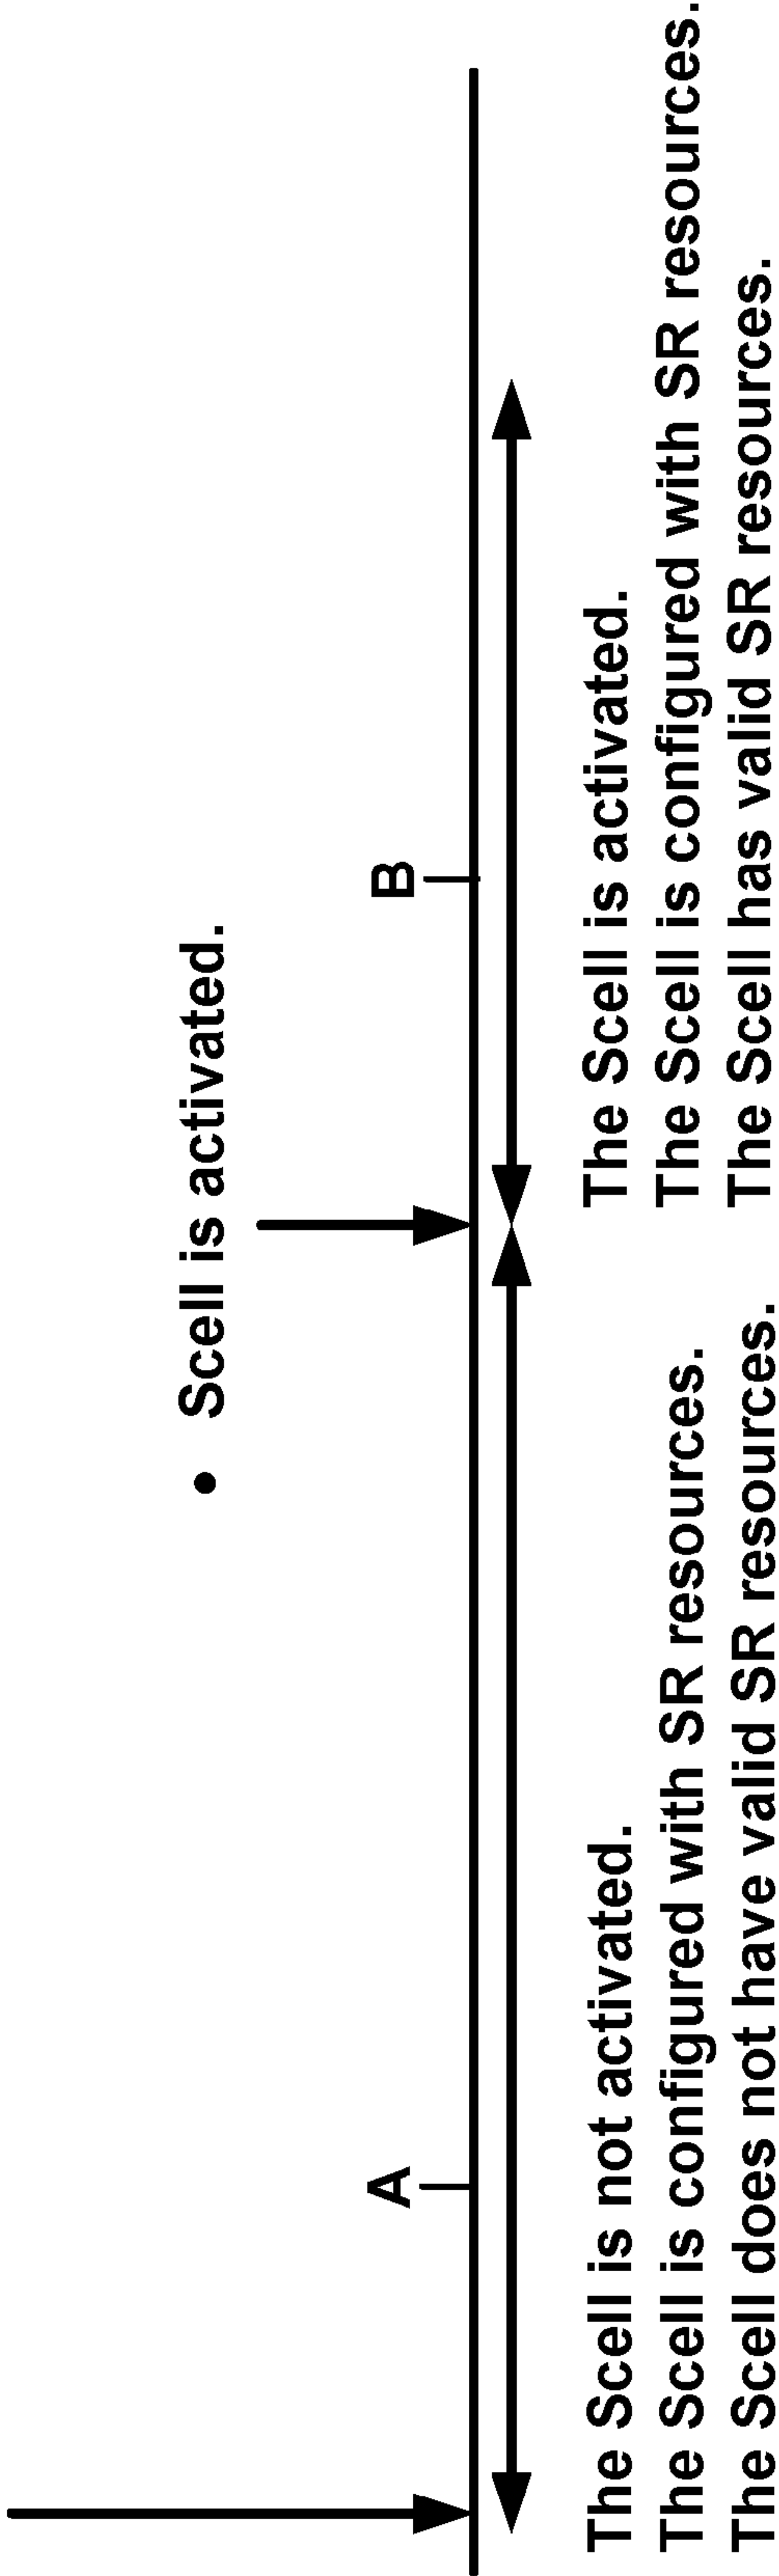 • Scell is activated.
A
B
The Scell is not activated.
The Scell is configured with SR resources.
The Scell does not have valid SR resources.
The Scell is activated.
The Scell is configured with SR resources.
The Scell has valid SR resources.